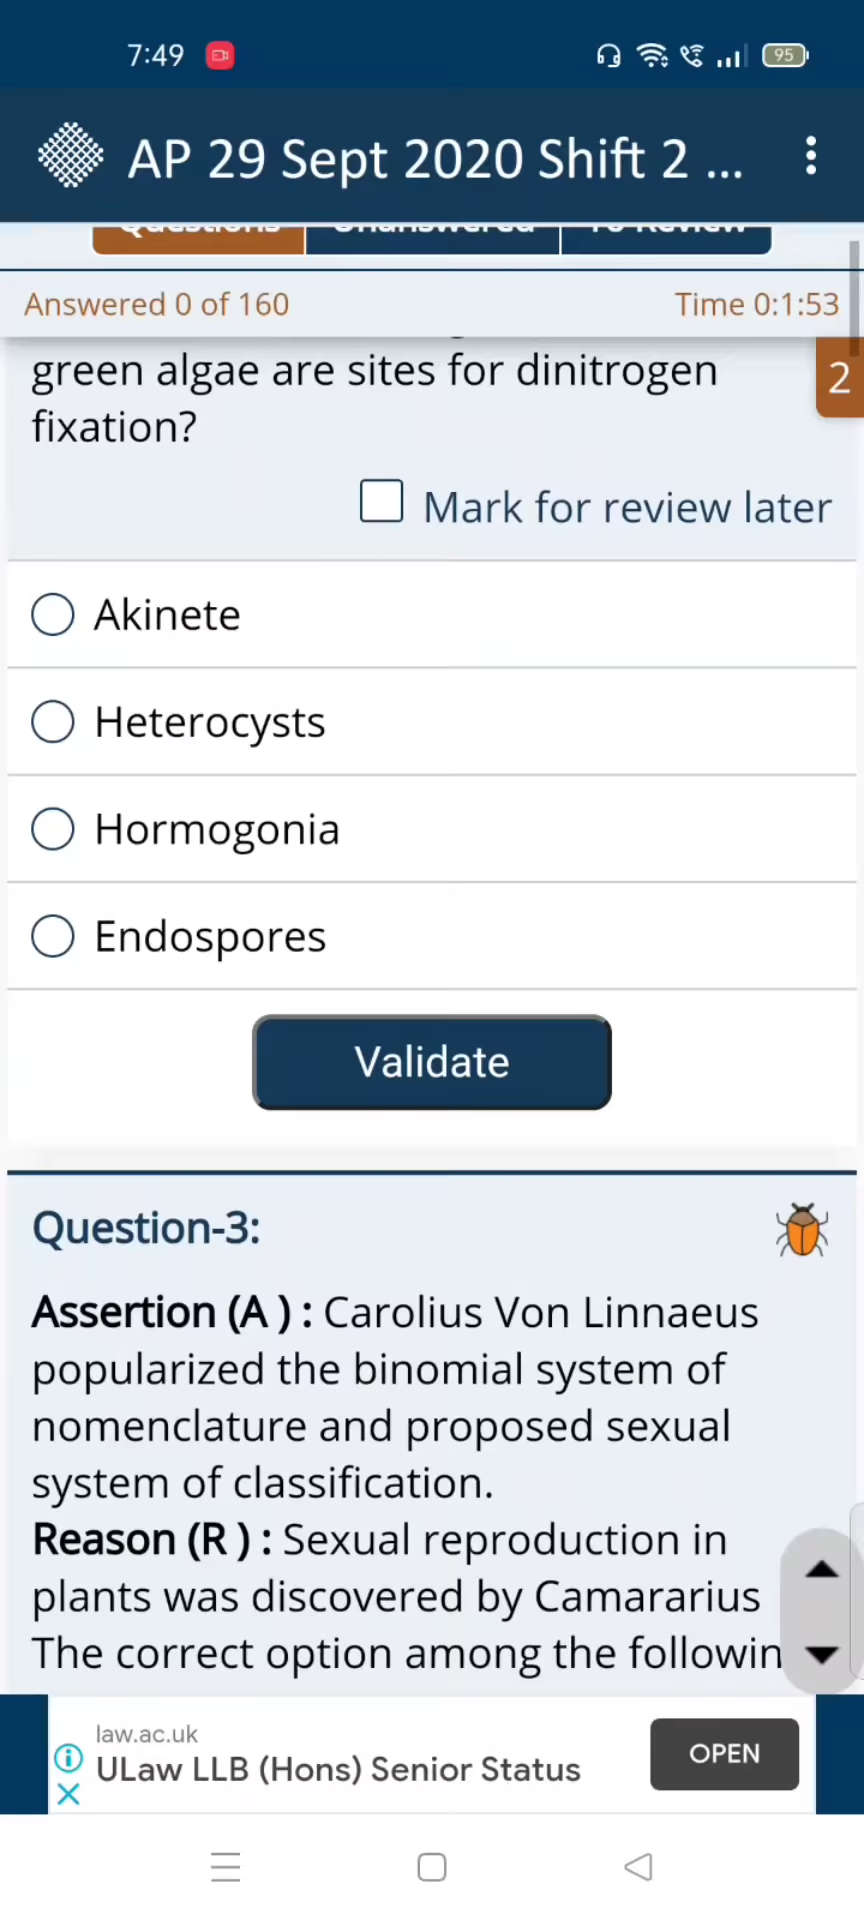 7:49
95
AP 29 Sept 2020 Shift 2 ...
Questions Unanswered To Review
Answered 0 of 160 Time 0:1:53
green algae are sites for dinitrogen
2
fixation?
Mark for review later
Akinete
Heterocysts
Hormogonia
Endospores
Validate
Question-3:
Assertion (A ) : Carolius Von Linnaeus
popularized the binomial system of
nomenclature and proposed sexual
system of classification.
Reason (R ) : Sexual reproduction in
plants was discovered by Camararius
The correct option among the followin
law.ac.uk
ULaw LLB (Hons) Senior Status
OPEN